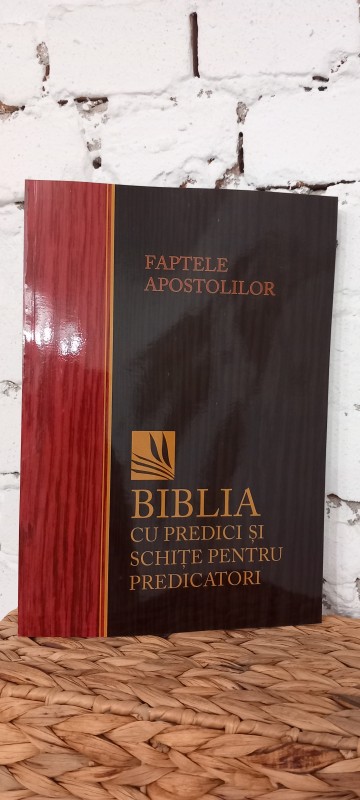 FAPTELE
APOSTOLILOR
BIBLIA
CU PREDICI ȘI
SCHIȚE PENTRU
PREDICATORI